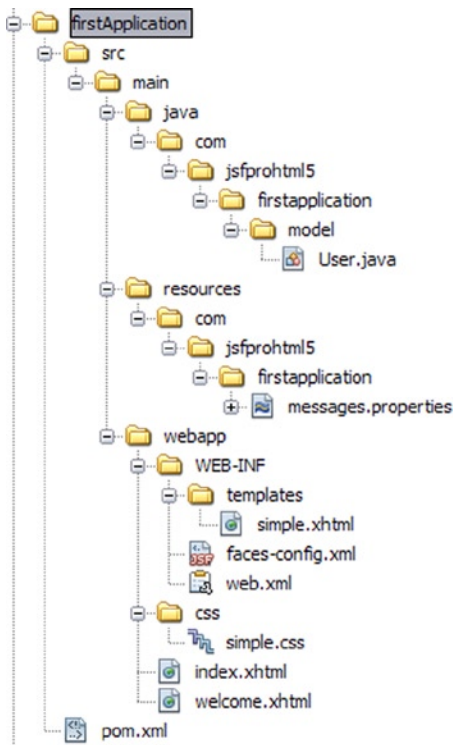 firstApplication
src
main
java
com
jsfprohtml5
firstapplication
model
User.java
resources
com
jsfprohtml5
firstapplication
messages.properties
webapp
WEB-INF
templates
simple.xhtml
faces-config.xml
web.xml
css
simple.css
index.xhtml
welcome.xhtml
pom.xml